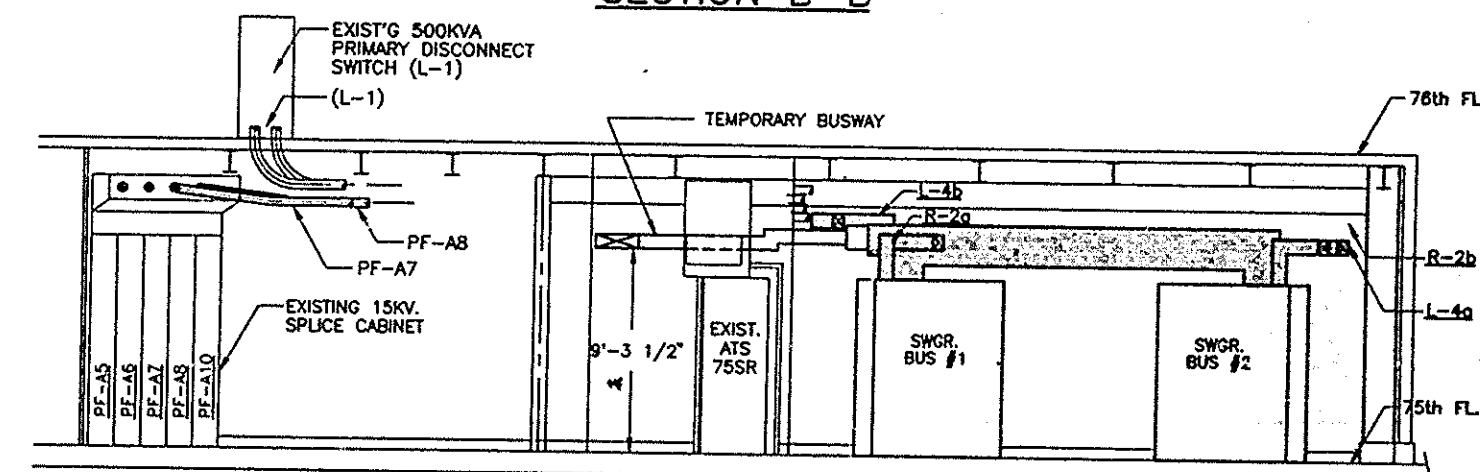 SECTION B-B
EXIST'G 500KVA
PRIMARY DISCONNECT
SWITCH (L-1)
(L-1)
TEMPORARY BUSWAY
76th FL.
L-4b
R-2a
PF-A8
PF-A7
R-2b
L-4a
EXISTING 15KV.
SPLICE CABINET
9'-3 1/2"
EXIST.
ATS
75SR
SWGR.
BUS #1
SWGR.
BUS #2
PF-A5
PF-A6
PF-A7
PF-A8
PF-A10
75th FL.